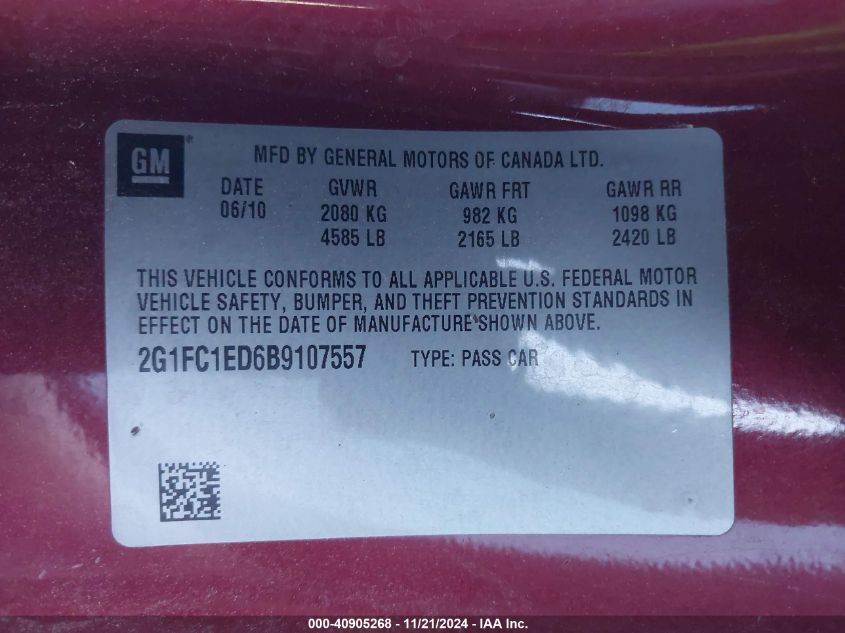 GM
MFD BY GENERAL MOTORS OF CANADA LTD.
DATE GVWR GAWR FRT GAWR RR
06/10 2080 KG 982 KG 1098 KG
4585 LB 2165 LB 2420 LB
THIS VEHICLE CONFORMS TO ALL APPLICABLE U.S. FEDERAL MOTOR
VEHICLE SAFETY, BUMPER, AND THEFT PREVENTION STANDARDS IN
EFFECT ON THE DATE OF MANUFACTURE SHOWN ABOVE.
2G1FC1ED6B9107557 TYPE: PASS CAR
000-40905268 - 11/21/2024 - IAA Inc.